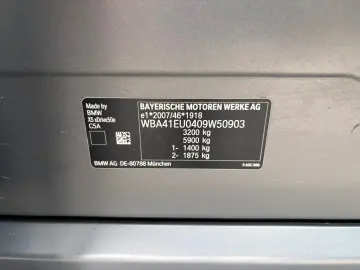 Made by
BMW
X5 xDrive50e
C5A
BAYERISCHE MOTOREN WERKE AG
e1*2007/46*1918
WBA41EU0409W50903
3200 kg
5900 kg
1- 1400 kg
2- 1875 kg
BMW AG DE-80788 München